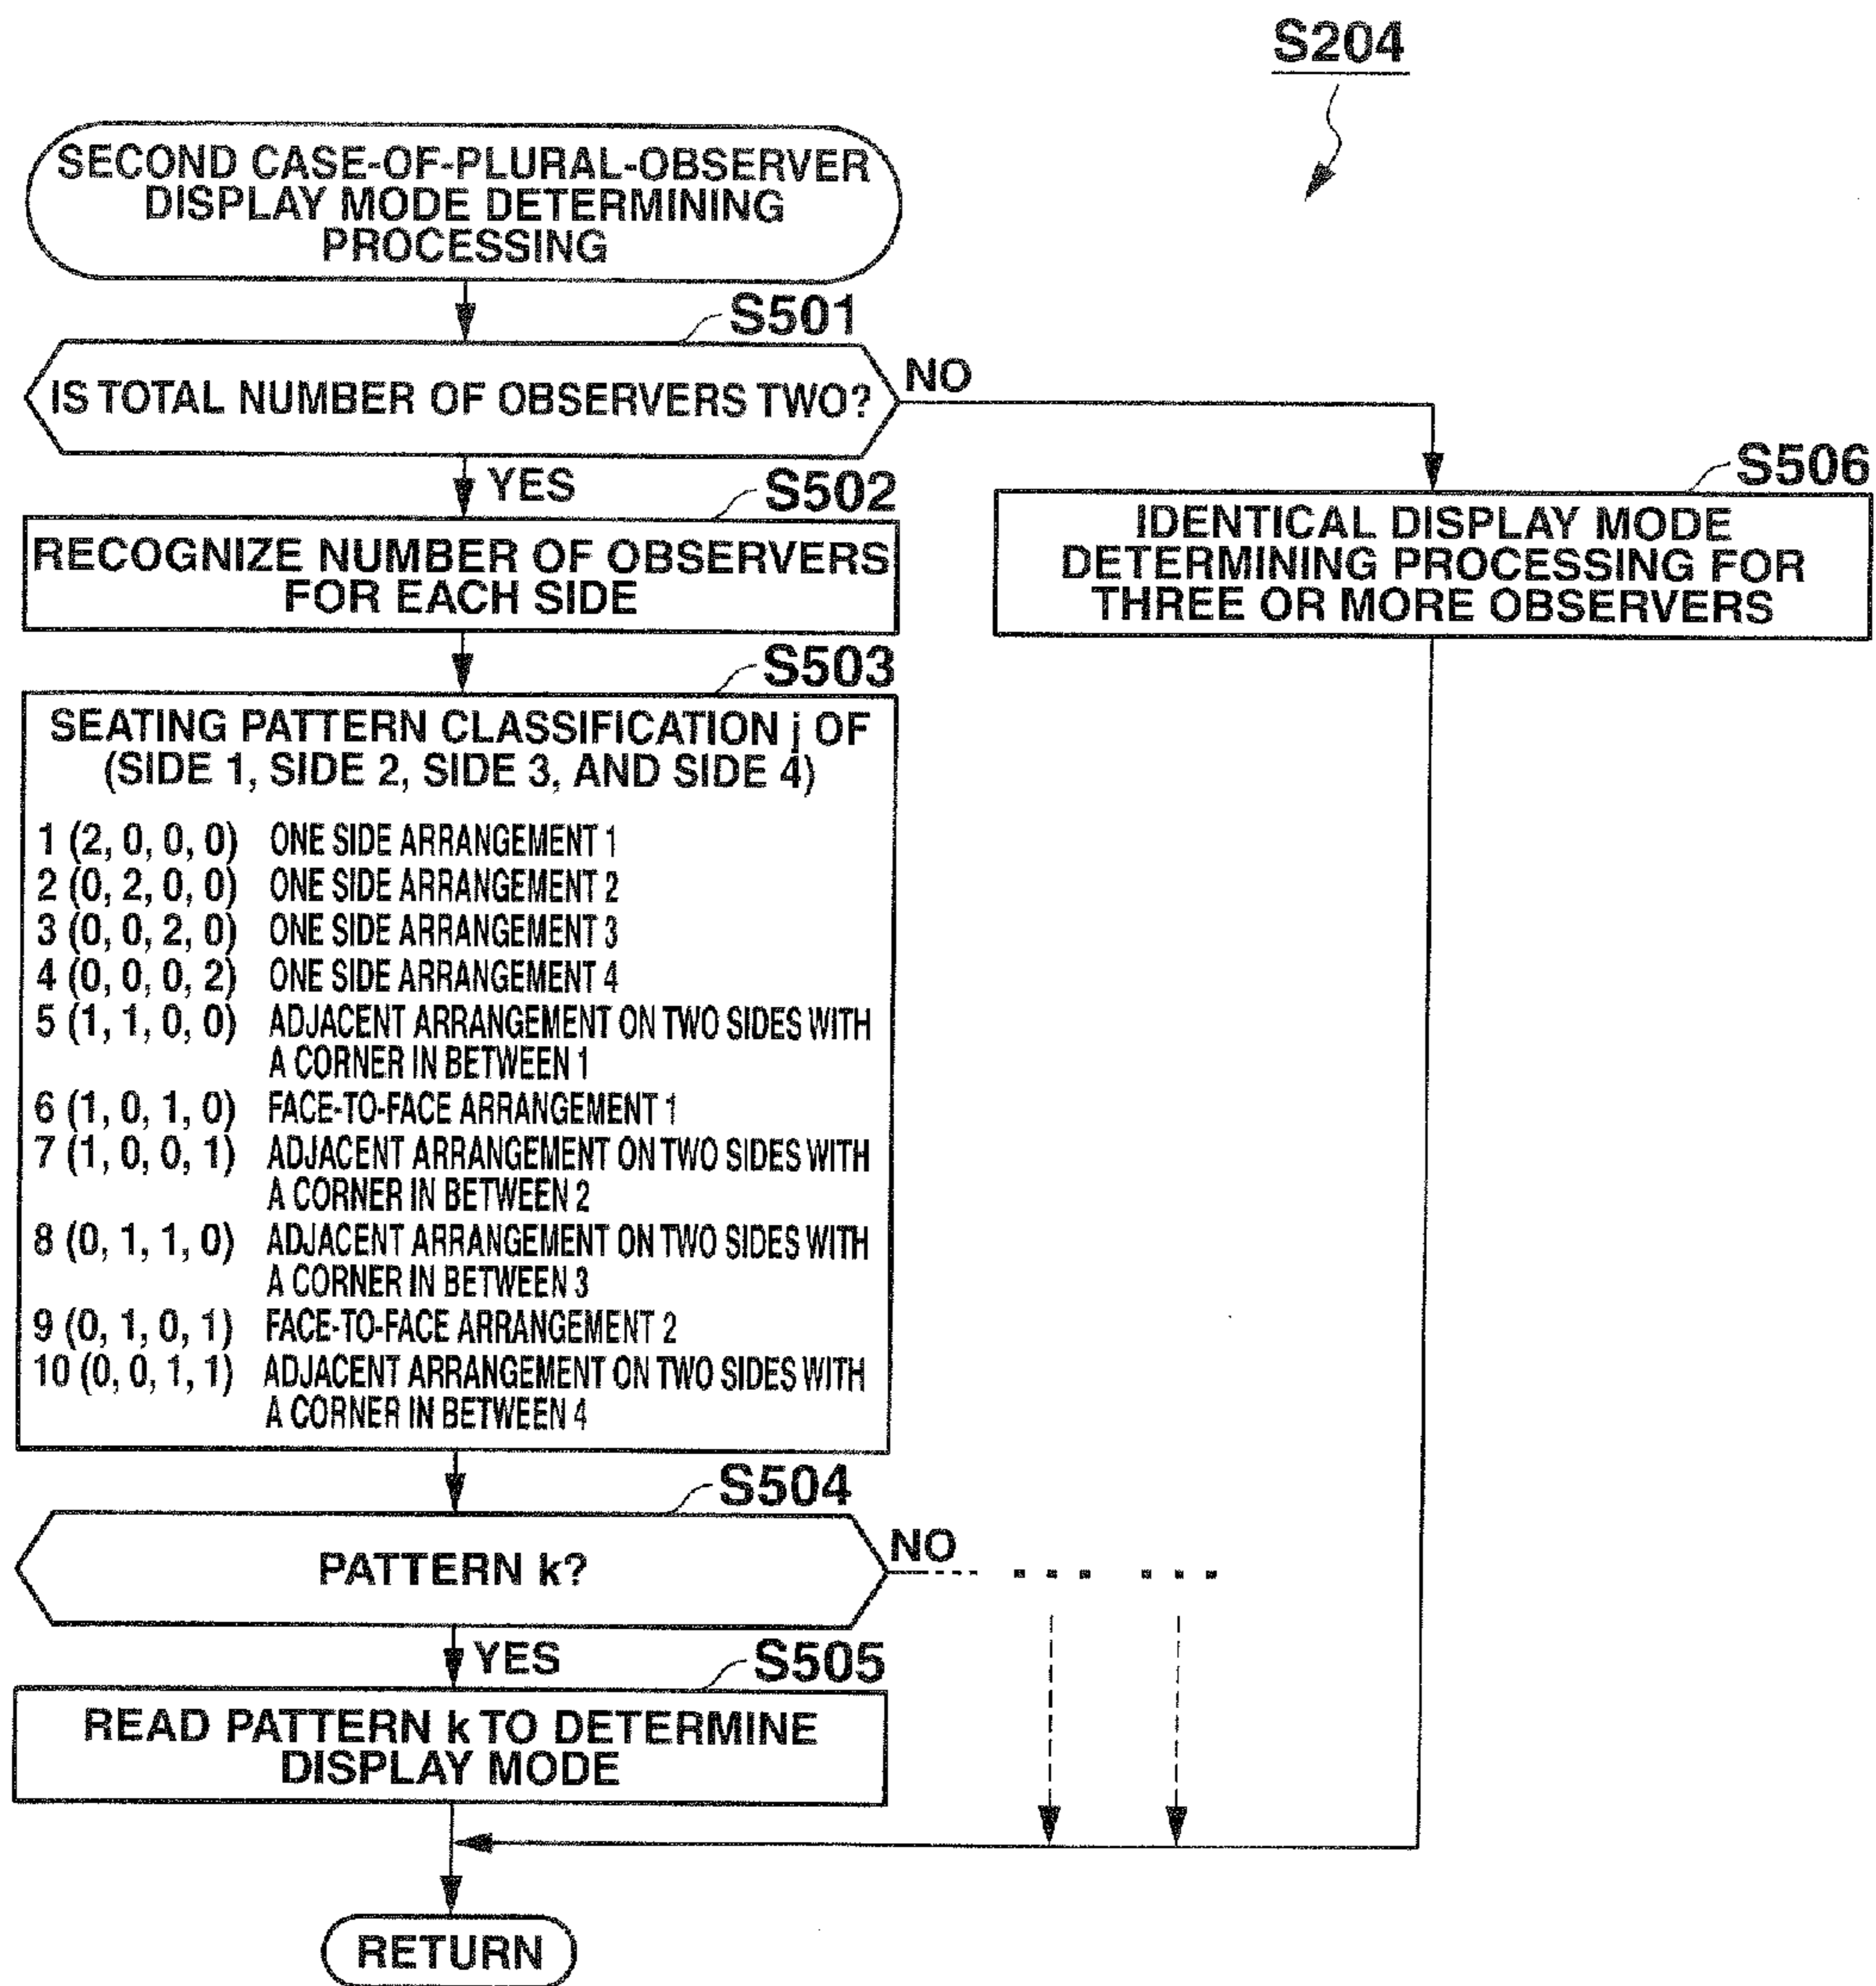 S204
SECOND CASE-OF-PLURAL-OBSERVER
DISPLAY MODE DETERMINING
PROCESSING
S501
IS TOTAL NUMBER OF OBSERVERS TWO?
NO
YES
S502
RECOGNIZE NUMBER OF OBSERVERS
FOR EACH SIDE
S506
IDENTICAL DISPLAY MODE
DETERMINING PROCESSING FOR
THREE OR MORE OBSERVERS
S503
SEATING PATTERN CLASSIFICATION j OF
(SIDE 1, SIDE 2, SIDE 3, AND SIDE 4)
1 (2, 0, 0, 0) ONE SIDE ARRANGEMENT 1
2 (0, 2, 0, 0) ONE SIDE ARRANGEMENT 2
3 (0, 0, 2, 0) ONE SIDE ARRANGEMENT 3
4 (0, 0, 0, 2) ONE SIDE ARRANGEMENT 4
5 (1, 1, 0, 0) ADJACENT ARRANGEMENT ON TWO SIDES WITH
A CORNER IN BETWEEN 1
6 (1, 0, 1, 0) FACE-TO-FACE ARRANGEMENT 1
7 (1, 0, 0, 1) ADJACENT ARRANGEMENT ON TWO SIDES WITH
A CORNER IN BETWEEN 2
8 (0, 1, 1, 0) ADJACENT ARRANGEMENT ON TWO SIDES WITH
A CORNER IN BETWEEN 3
9 (0, 1, 0, 1) FACE-TO-FACE ARRANGEMENT 2
10 (0, 0, 1, 1) ADJACENT ARRANGEMENT ON TWO SIDES WITH
A CORNER IN BETWEEN 4
S504
PATTERN k?
NO
YES
S505
READ PATTERN k TO DETERMINE
DISPLAY MODE
RETURN